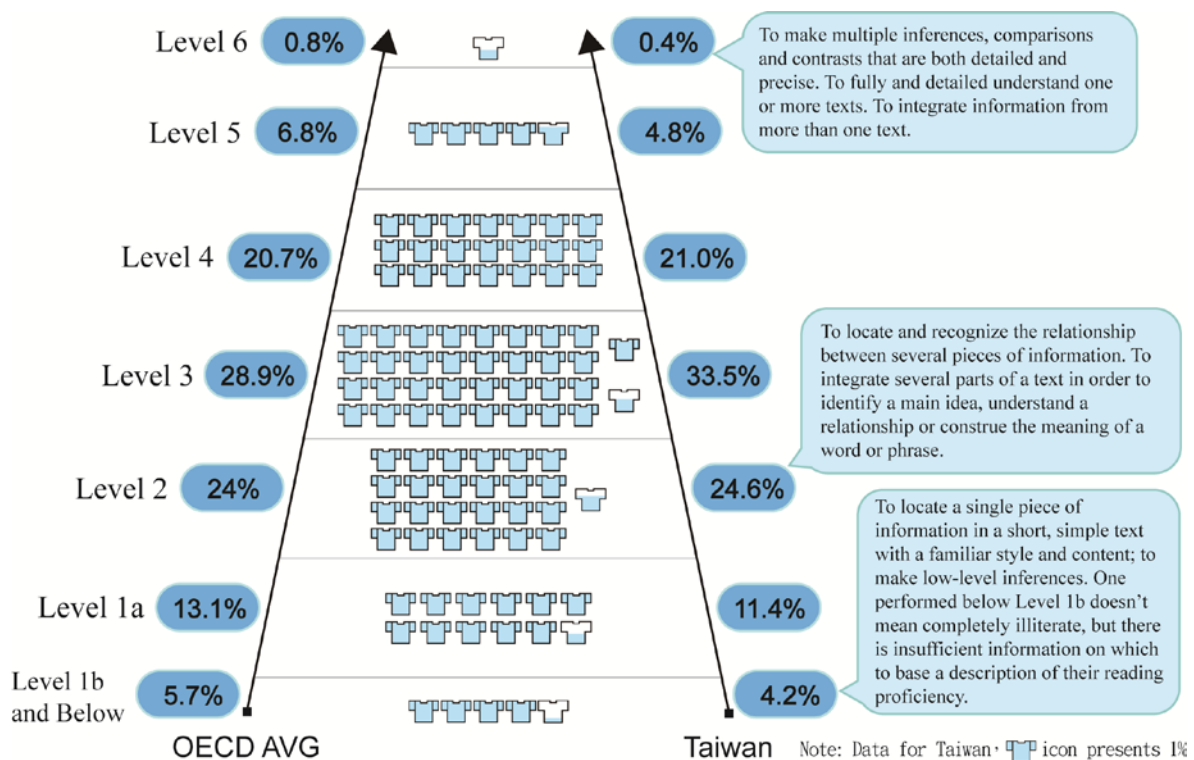 Level 6 0.8% 0.4%
To make multiple inferences, comparisons
and contrasts that are both detailed and
precise. To fully and detailed understand one
or more texts. To integrate information from
more than one text.
Level 5 6.8% 4.8%
Level 4 20.7% 21.0%
Level 3 28.9% 33.5%
To locate and recognize the relationship
between several pieces of information. To
integrate several parts of a text in order to
identify a main idea, understand a
relationship or construe the meaning of a
word or phrase.
Level 2 24% 24.6%
To locate a single piece of
information in a short, simple text
with a familiar style and content; to
make low-level inferences. One
performed below Level 1b doesn’t
mean completely illiterate, but there
is insufficient information on which
to base a description of their reading
proficiency.
Level 1a 13.1% 11.4%
Level 1b
and Below 5.7% 4.2%
OECD AVG Taiwan
Note: Data for Taiwan, icon presents 1%